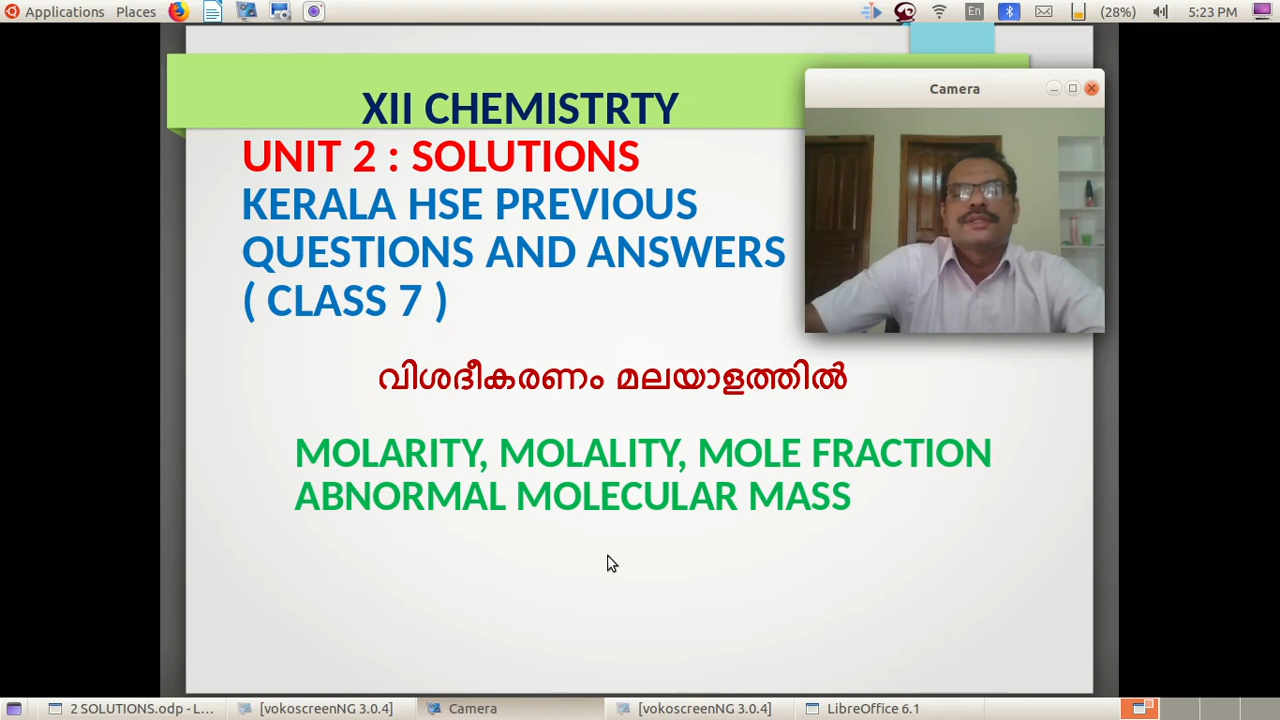 Applications Places En (28%) 5:23 PM
Camera
XII CHEMISTRTY
UNIT 2 : SOLUTIONS
KERALA HSE PREVIOUS
QUESTIONS AND ANSWERS
( CLASS 7 )
വിശദീകരണം മലയാളത്തിൽ
MOLARITY, MOLALITY, MOLE FRACTION
ABNORMAL MOLECULAR MASS
2 SOLUTIONS.odp - L... [vokoscreenNG 3.0.4] Camera [vokoscreenNG 3.0.4] LibreOffice 6.1